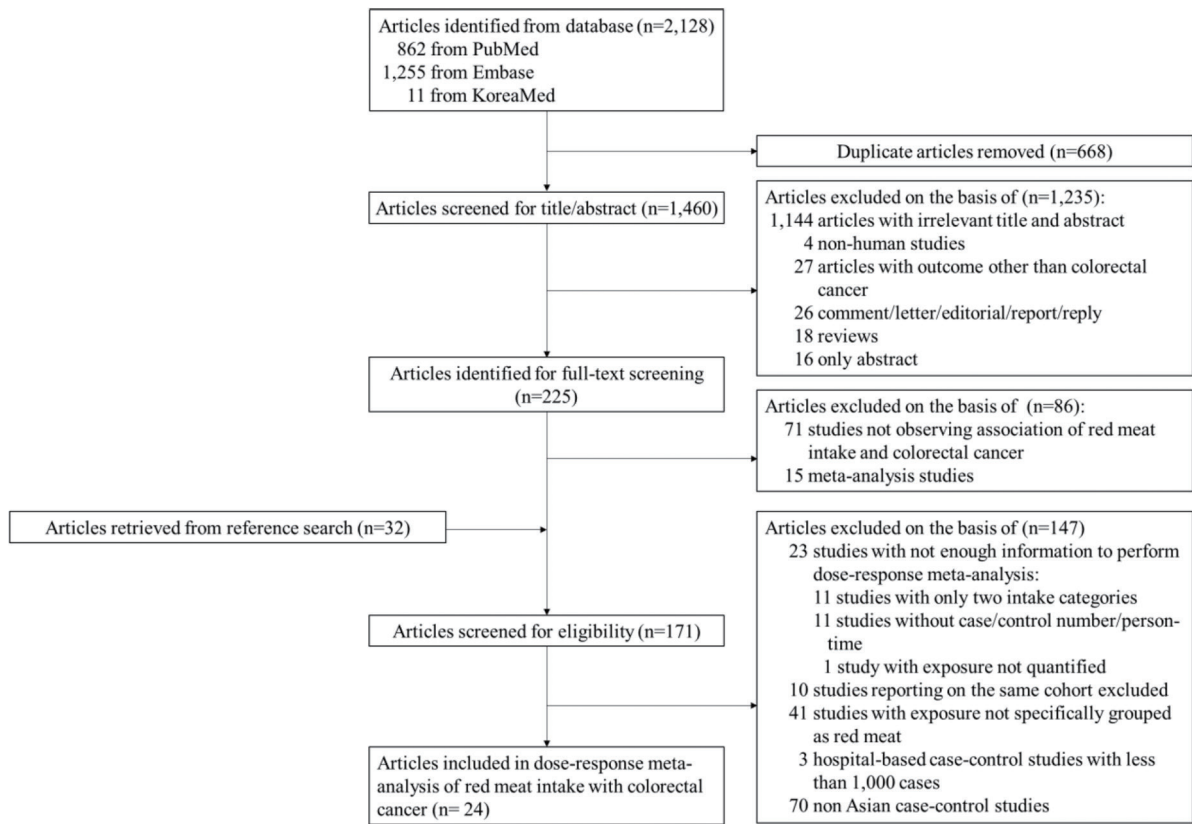 Articles identified from database (n=2,128)
862 from PubMed
1,255 from Embase
11 from KoreaMed
Duplicate articles removed (n=668)
Articles screened for title/abstract (n=1,460)
Articles excluded on the basis of (n=1,235):
1,144 articles with irrelevant title and abstract
4 non-human studies
27 articles with outcome other than colorectal
cancer
26 comment/letter/editorial/report/reply
18 reviews
16 only abstract
Articles identified for full-text screening
(n=225)
Articles excluded on the basis of (n=86):
71 studies not observing association of red meat
intake and colorectal cancer
15 meta-analysis studies
Articles retrieved from reference search (n=32)
Articles excluded on the basis of (n=147)
23 studies with not enough information to perform
dose-response meta-analysis:
11 studies with only two intake categories
11 studies without case/control number/person-
time
1 study with exposure not quantified
10 studies reporting on the same cohort excluded
41 studies with exposure not specifically grouped
as red meat
3 hospital-based case-control studies with less
than 1,000 cases
70 non Asian case-control studies
Articles screened for eligibility (n=171)
Articles included in dose-response meta-
analysis of red meat intake with colorectal
cancer (n= 24)